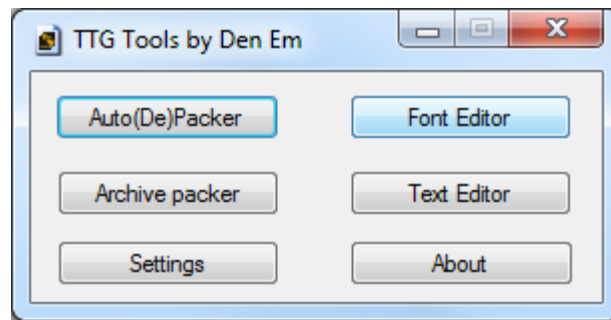 TTG Tools by Den Em
Auto(De)Packer Font Editor
Archive packer Text Editor
Settings About